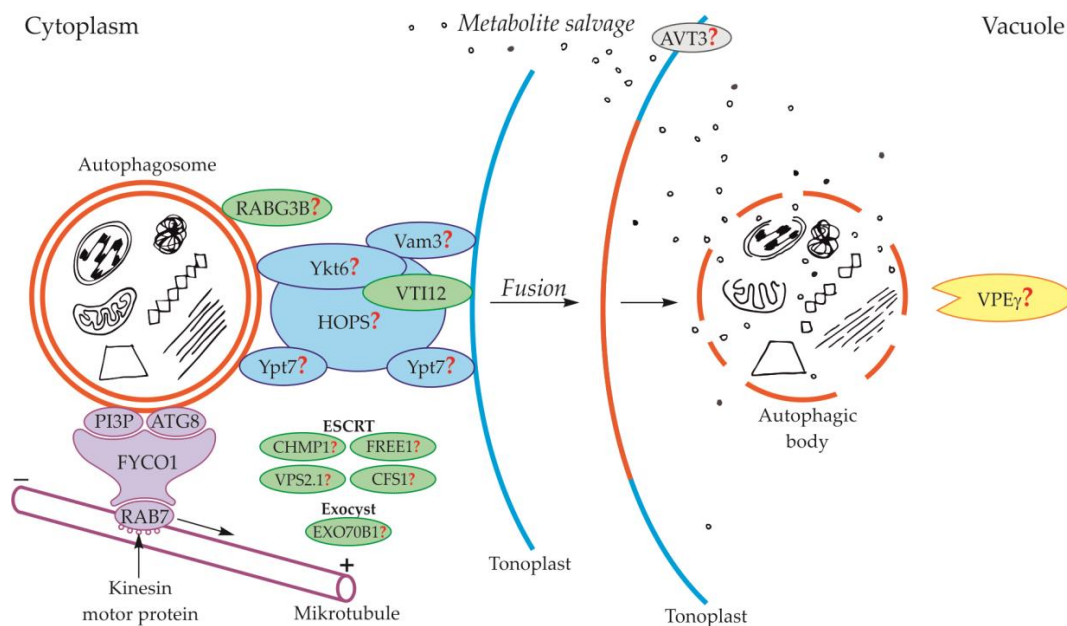 Cytoplasm
Metabolite salvage
AVT3?
Vacuole
Autophagosome
RABG3B?
Vam3?
Ykt6?
VTI12
HOPS?
Fusion
VPEγ?
Ypt7?
Ypt7?
Autophagic
body
PI3P
ATG8
FYCO1
RAB7
ESCRT
CHMP1?
FREE1?
VPS2.1?
CFS1?
Exocyst
EXO70B1?
−
+
Kinesin
motor protein
Mikrotubule
Tonoplast
Tonoplast